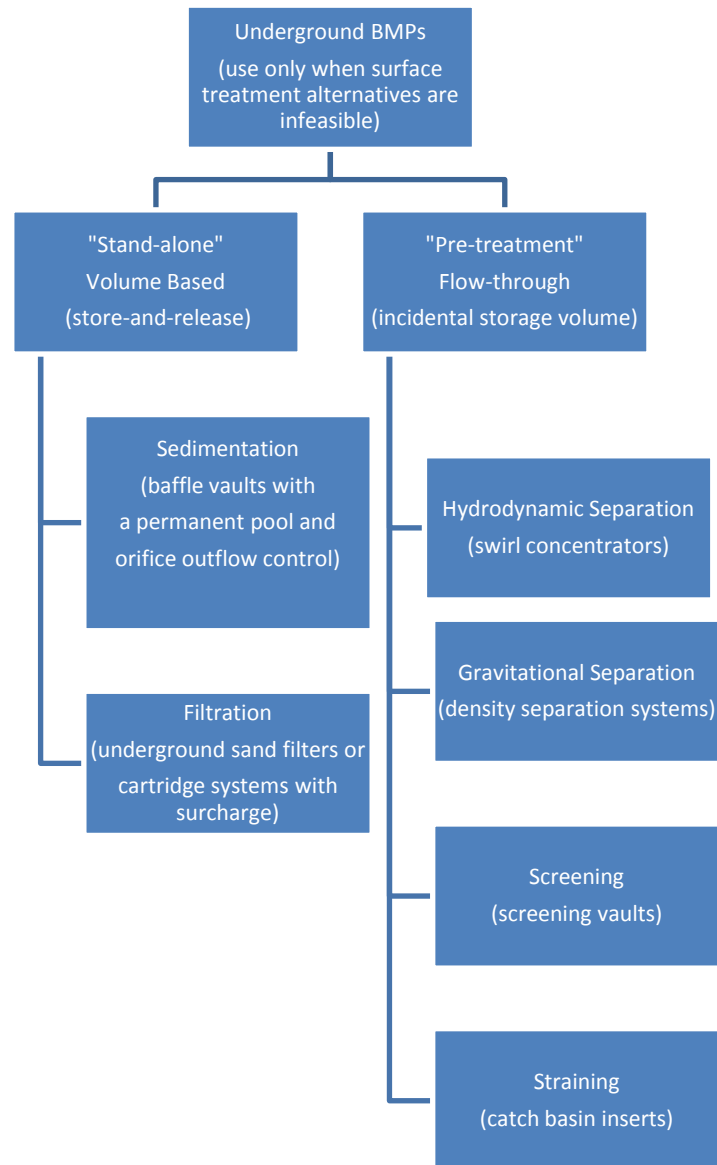 Underground BMPs
(use only when surface
treatment alternatives are
infeasible)
"Stand-alone"
Volume Based
(store-and-release)
"Pre-treatment"
Flow-through
(incidental storage volume)
Sedimentation
(baffle vaults with
a permanent pool and
orifice outflow control)
Filtration
(underground sand filters or
cartridge systems with
surcharge)
Hydrodynamic Separation
(swirl concentrators)
Gravitational Separation
(density separation systems)
Screening
(screening vaults)
Straining
(catch basin inserts)